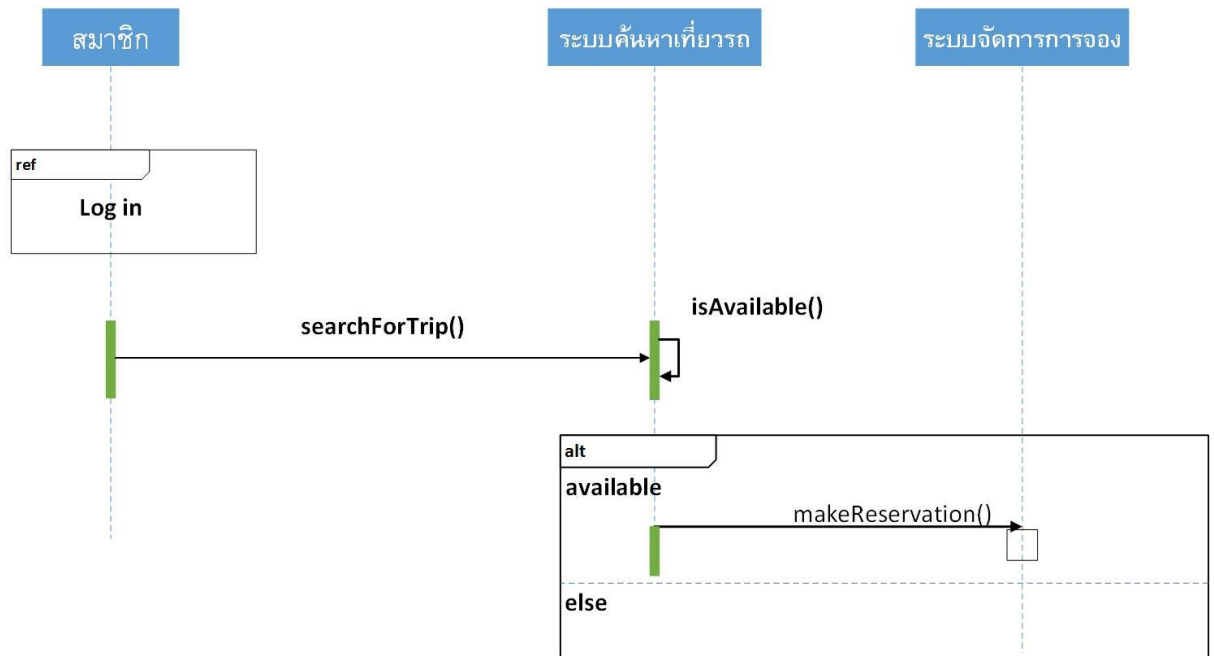 สมาชิก
ระบบค้นหาเที่ยวรถ
ระบบจัดการการจอง
ref
Log in
isAvailable()
searchForTrip()
alt
available
makeReservation()
else